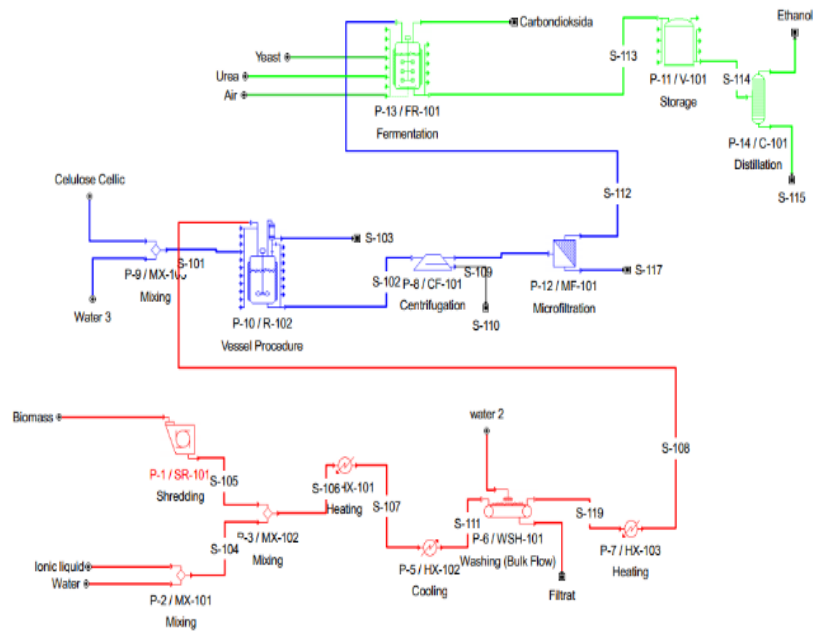 Ethanol
Carbondioksida
Yeast
S-113
P-11 / V-101
S-114
Urea
Air
Storage
P-13 / FR-101
Fermentation
P-14 / C-101
Distillation
S-115
Celulose Cellic
S-112
S-103
S-101
P-9 / MX-103
Mixing
S-102
S-109
P-8 / CF-101
Centrifugation
S-117
P-12 / MF-101
Microfiltration
Water 3
P-10 / R-102
Vessel Procedure
S-110
Biomass
water 2
S-108
P-1 / SR-101
Shredding
S-105
S-106
HX-101
Heating
S-107
S-111
S-119
P-6 / WSH-101
Washing (Bulk Flow)
P-3 / MX-102
Mixing
S-104
P-7 / HX-103
Heating
P-5 / HX-102
Cooling
Ionic liquid
Water
P-2 / MX-101
Mixing
Filtrat